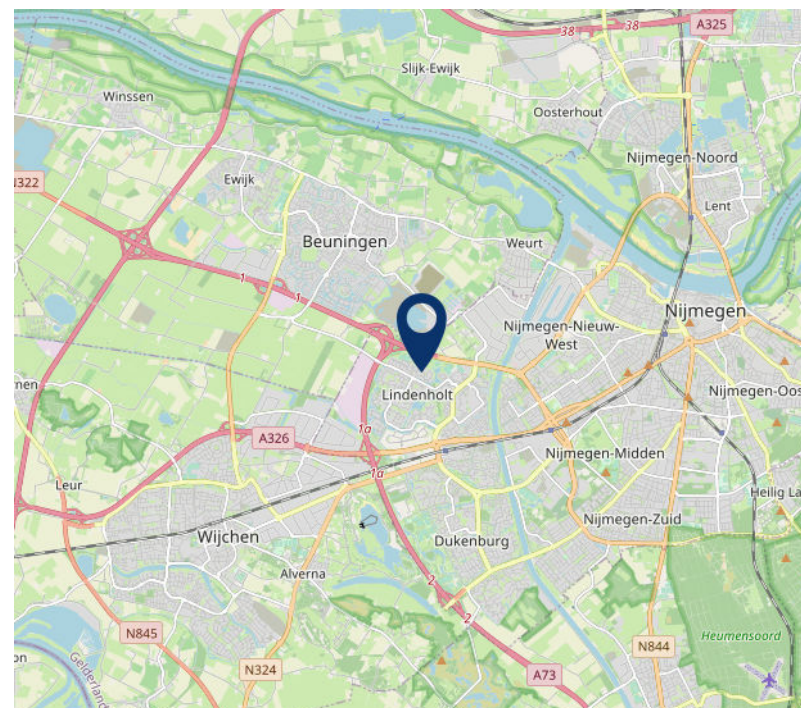 A325
38
38
Slijk-Ewijk
Winssen
Oosterhout
Nijmegen-Noord
N322
Ewijk
Lent
Beuningen
Weurt
1
1
Nijmegen
Nijmegen-Nieuw-
West
Lindenholt
Nijmegen-Oos
1a
A326
1a
Nijmegen-Midden
Leur
Heilig La
Nijmegen-Zuid
Wijchen
Dukenburg
Alverna
2
2
N845
Heumensoord
N844
Gelderland
N324
A73